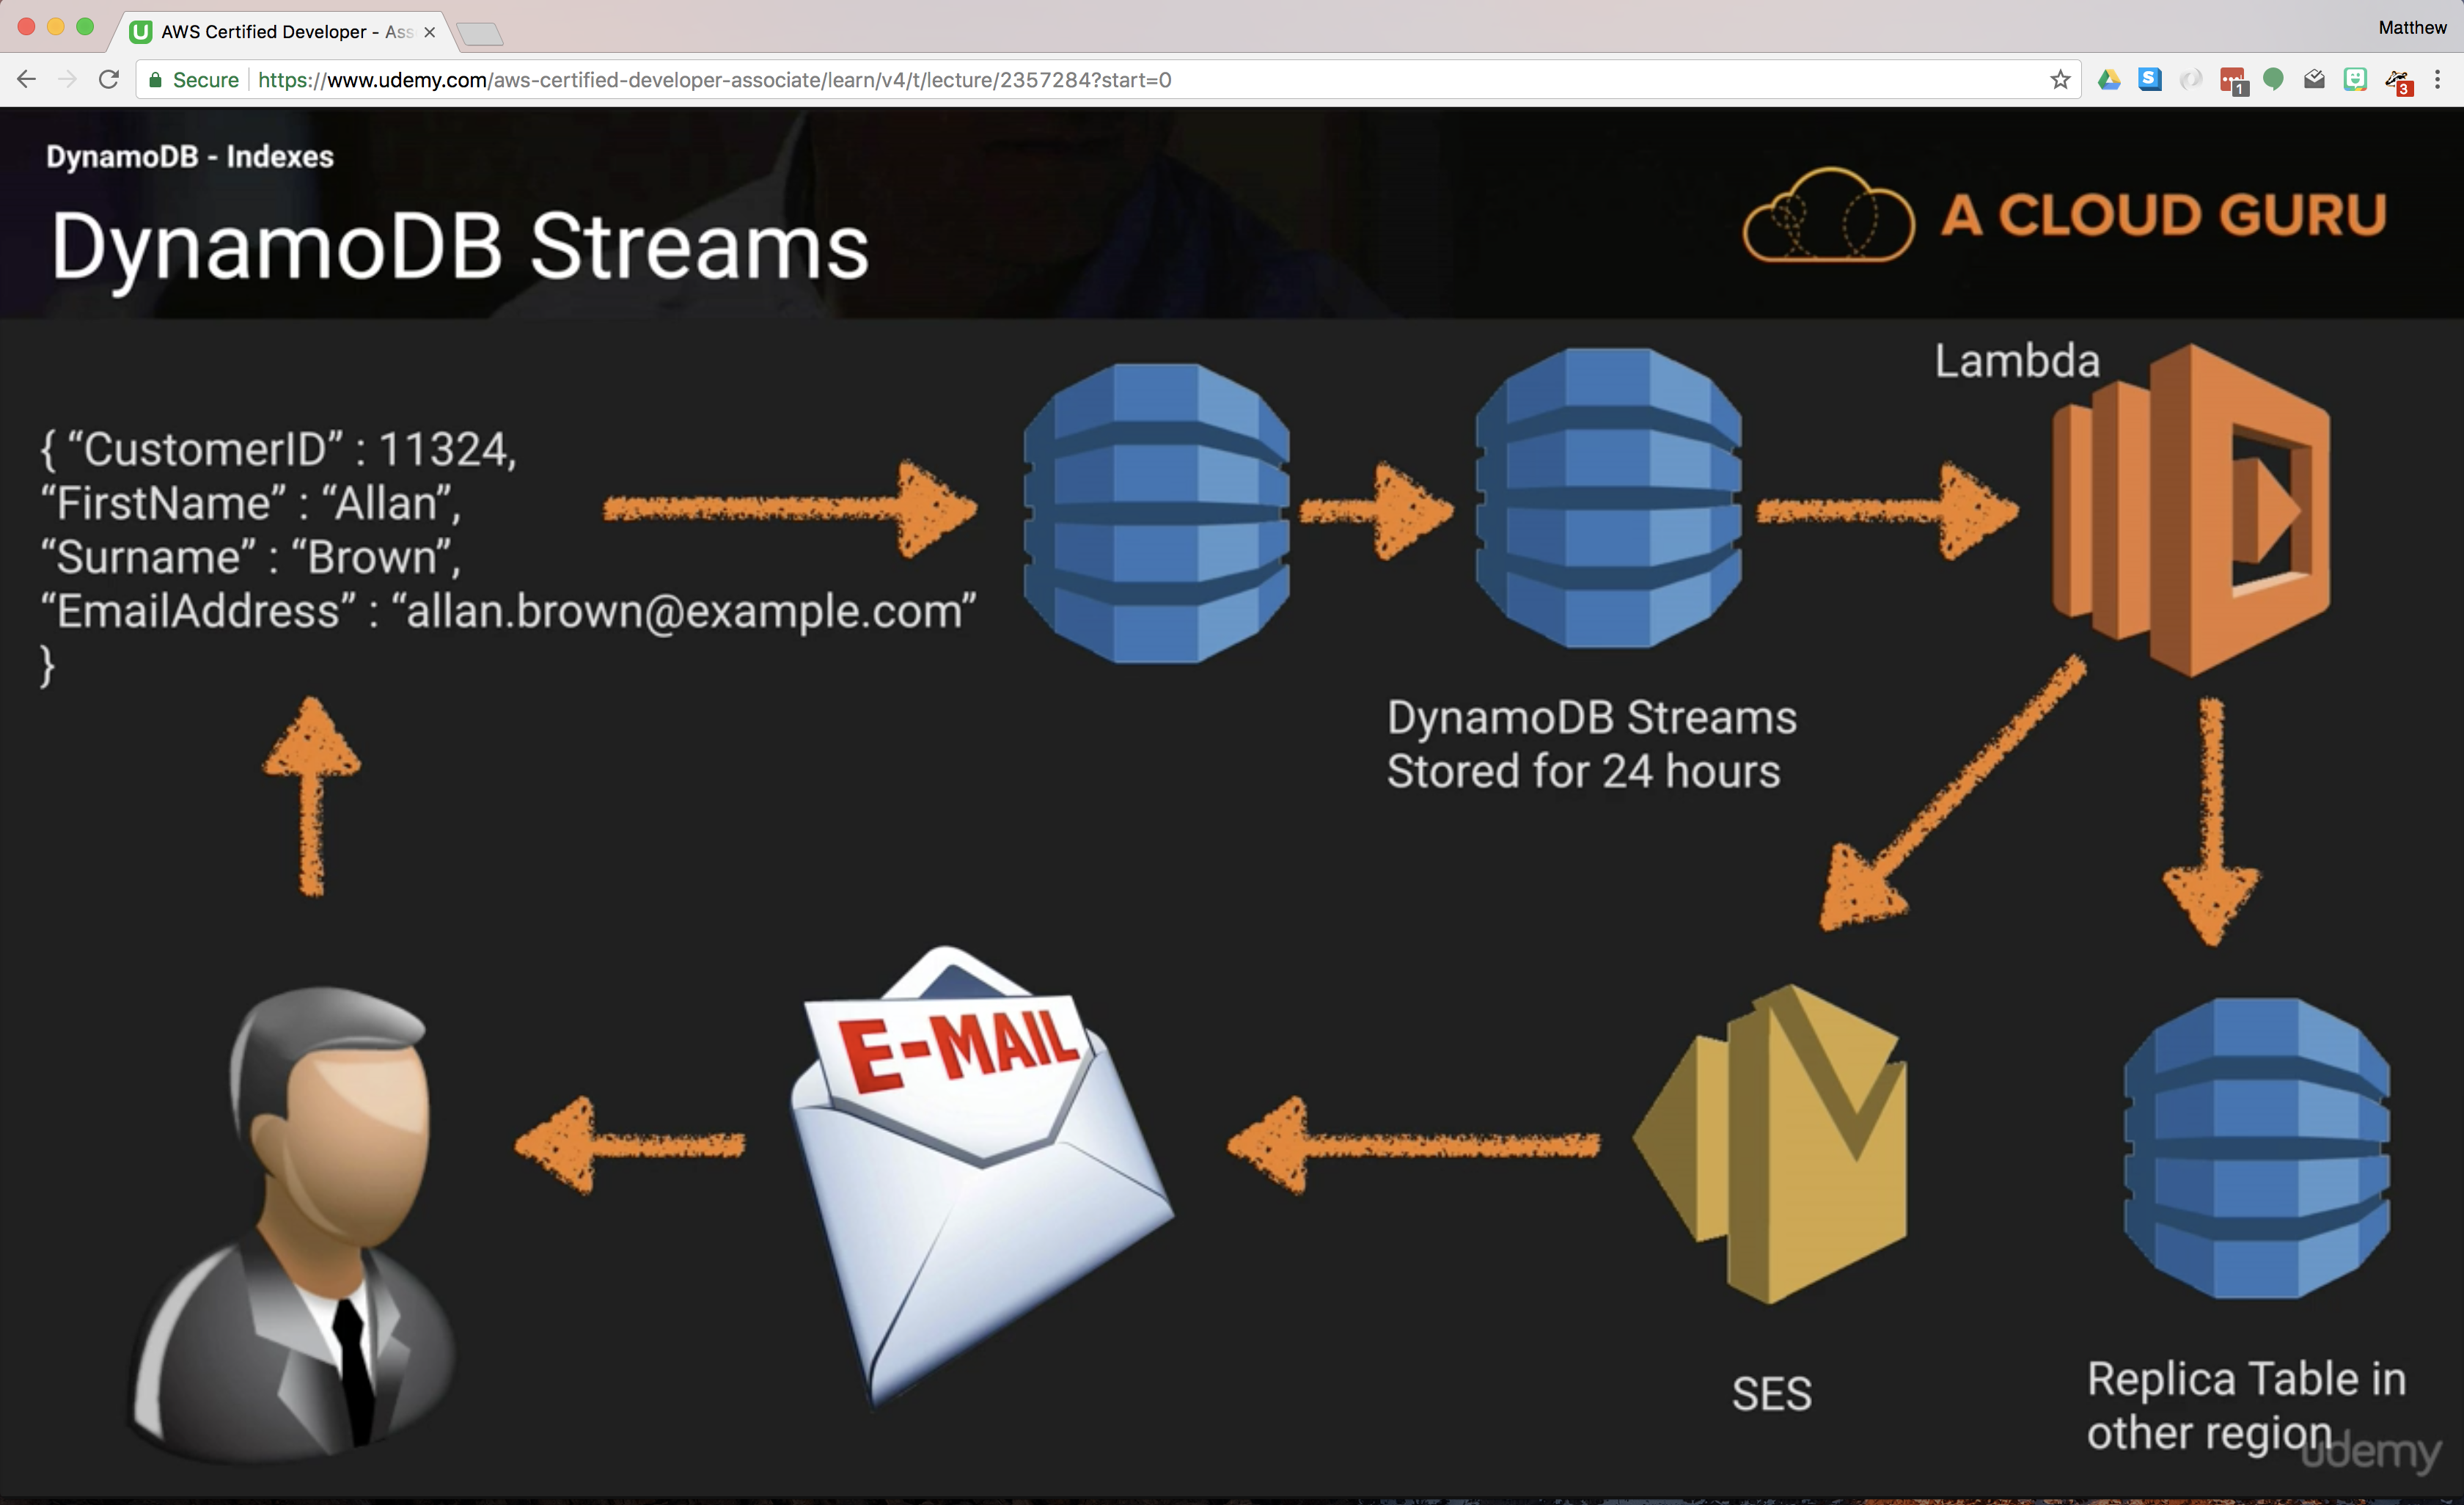 AWS Certified Developer - Ass
Matthew
Secure
https://www.udemy.com/aws-certified-developer-associate/learn/v4/t/lecture/2357284?start=0
S
1
3
DynamoDB - Indexes
DynamoDB Streams
A CLOUD GURU
Lambda
{ “CustomerID” : 11324,
“FirstName” : “Allan”,
“Surname” : “Brown”,
“EmailAddress” : “allan.brown@example.com”
}
DynamoDB Streams
Stored for 24 hours
E-MAIL
SES
Replica Table in
other region
udemy